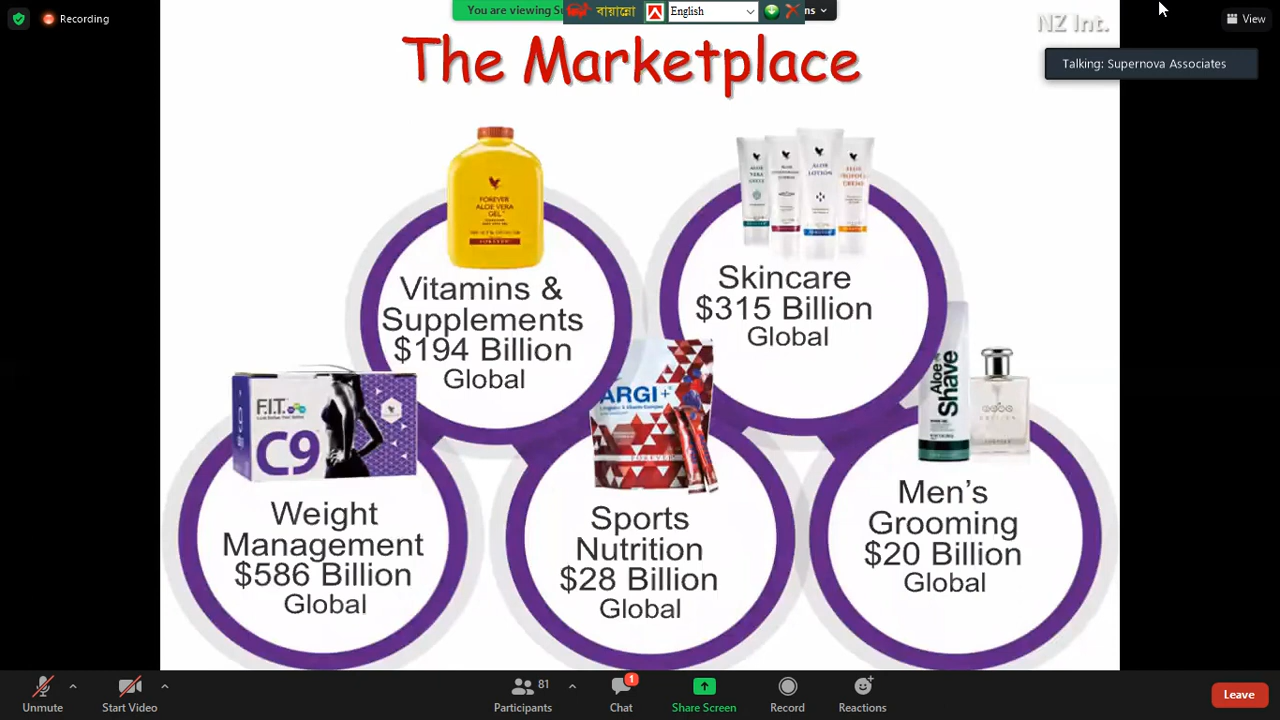 Recording
You are viewing
বায়ান্নো
English
NZ Int.
View
The Marketplace
Talking: Supernova Associates
FOREVER
ALOE VERA
GEL
FOREVER
ALOE
LOTION
Vitamins &
Supplements
$194 Billion
Global
Skincare
$315 Billion
Global
F.I.T.
C9
ARGI+
FOREVER
Aloe
Shave
Weight
Management
$586 Billion
Global
Sports
Nutrition
$28 Billion
Global
Men’s
Grooming
$20 Billion
Global
Unmute
Start Video
81
Participants
1
Chat
Share Screen
Record
Reactions
Leave